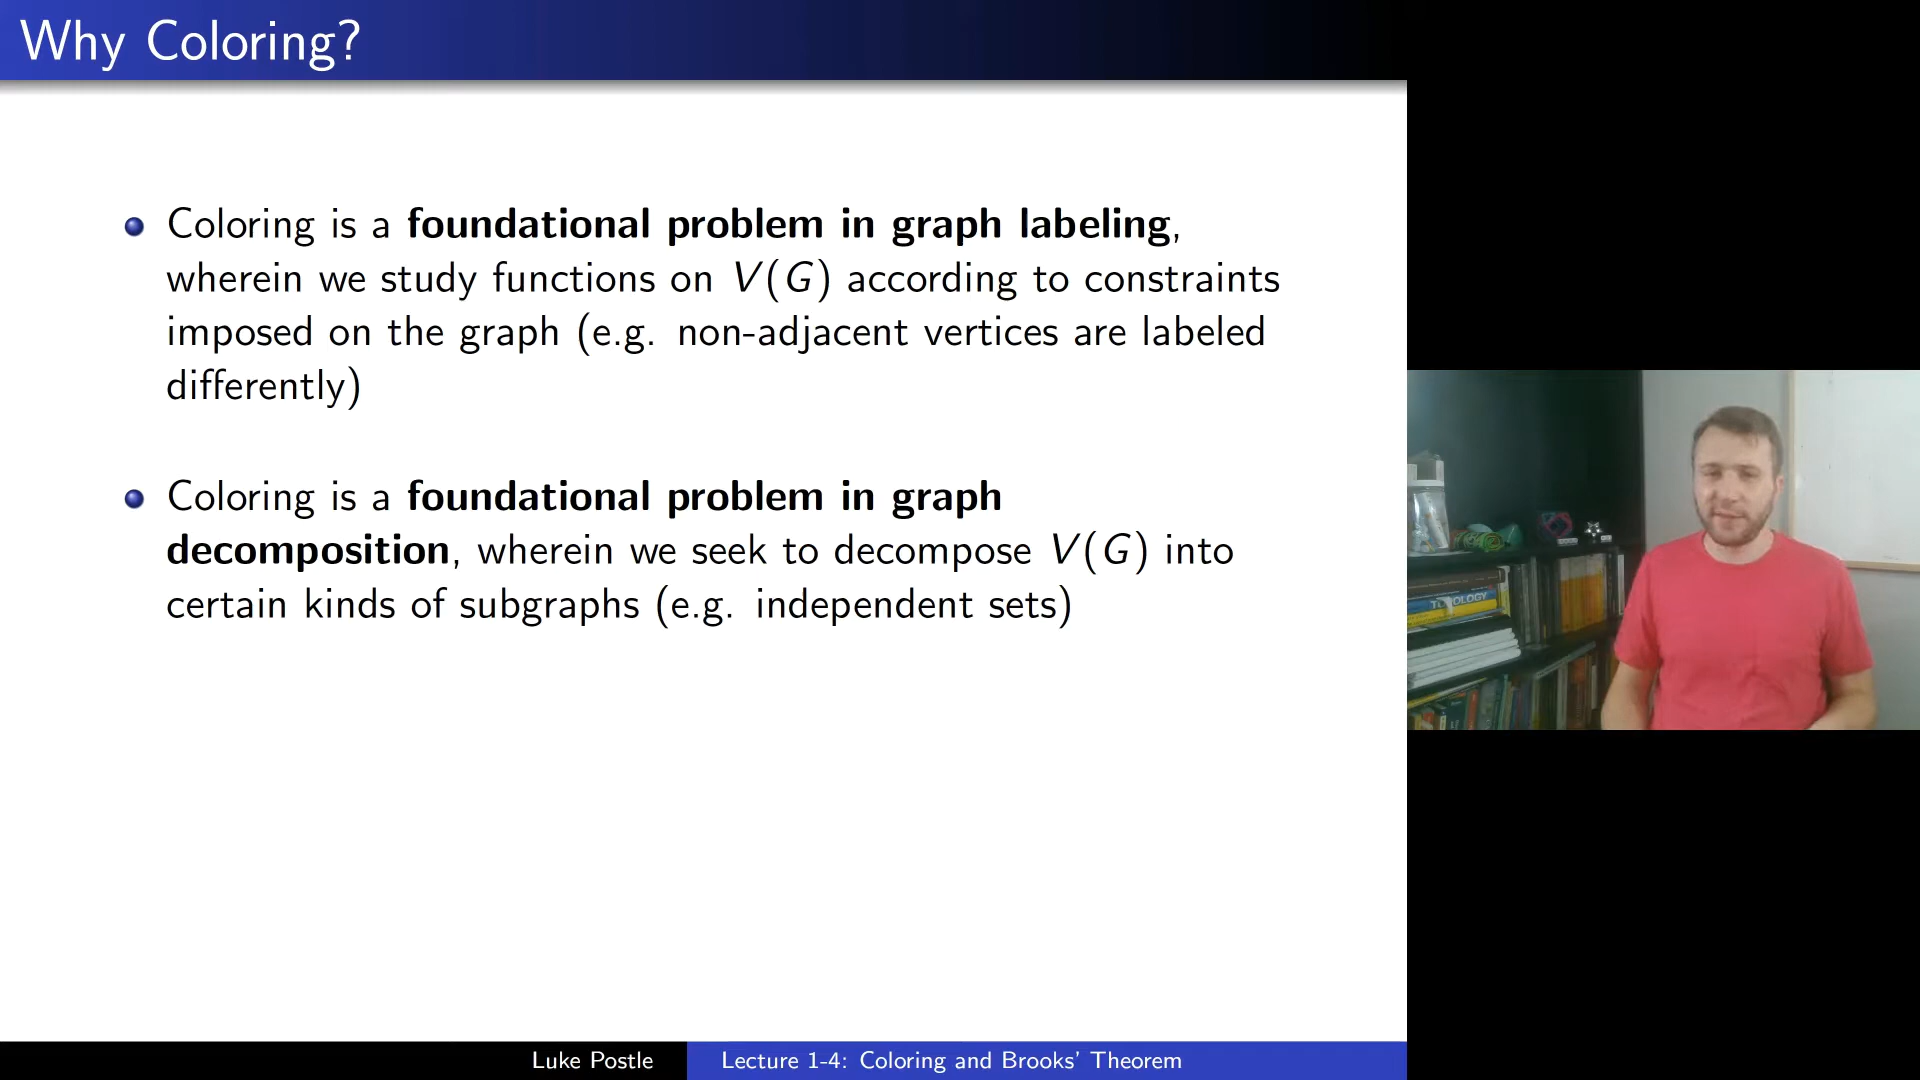 Why Coloring?
Coloring is a foundational problem in graph labeling,
wherein we study functions on V(G) according to constraints
imposed on the graph (e.g. non-adjacent vertices are labeled
differently)
Coloring is a foundational problem in graph
decomposition, wherein we seek to decompose V(G) into
certain kinds of subgraphs (e.g. independent sets)
Luke Postle
Lecture 1-4: Coloring and Brooks' Theorem